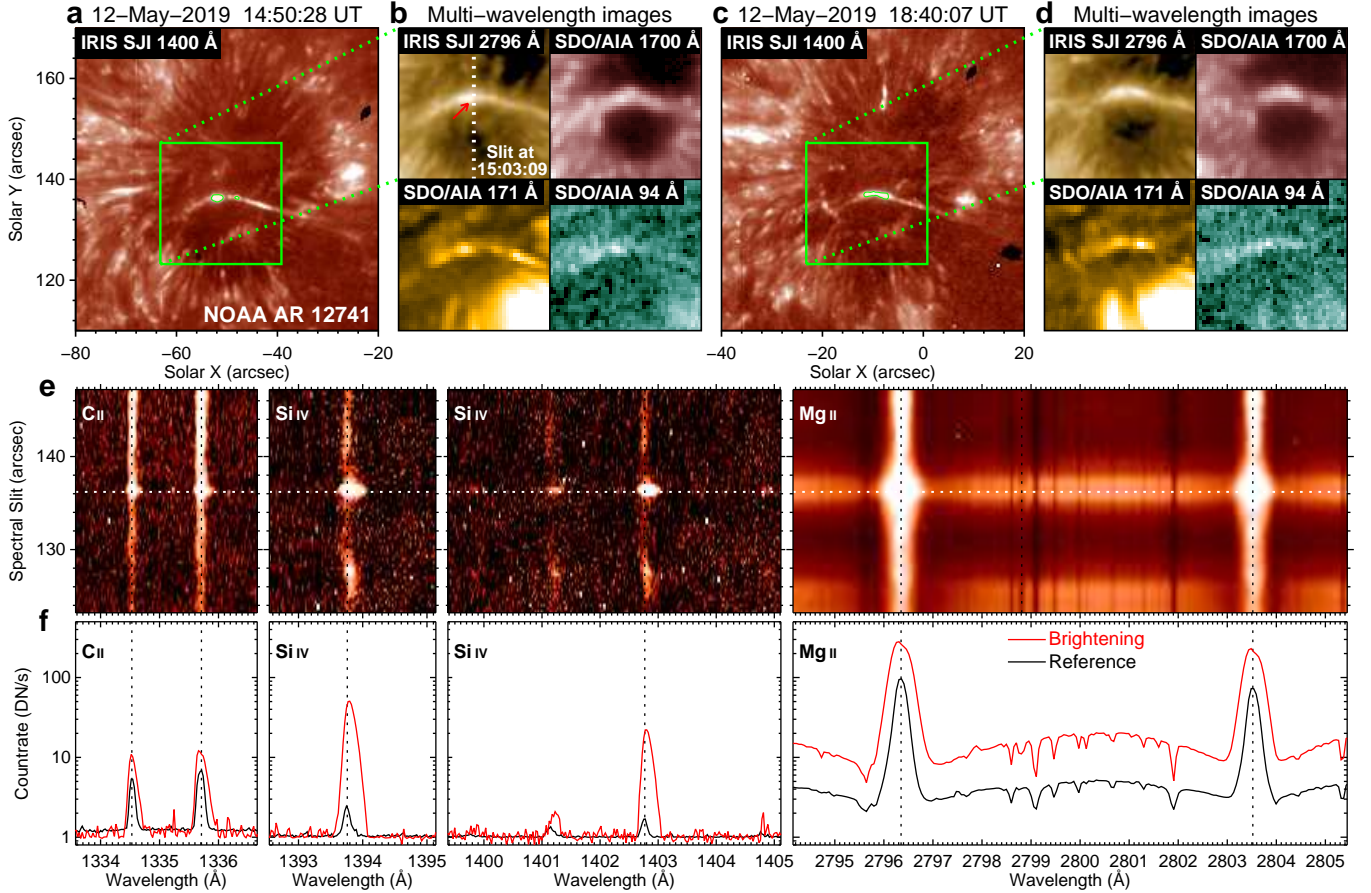 a 12-May-2019 14:50:28 UT
b Multi-wavelength images
c 12-May-2019 18:40:07 UT
d Multi-wavelength images
IRIS SJI 1400 Å
IRIS SJI 2796 Å
SDO/AIA 1700 Å
IRIS SJI 1400 Å
IRIS SJI 2796 Å
SDO/AIA 1700 Å
Slit at
15:03:09
SDO/AIA 171 Å
SDO/AIA 94 Å
SDO/AIA 171 Å
SDO/AIA 94 Å
NOAA AR 12741
Solar Y (arcsec)
160
140
120
−80 −60 −40 −20
Solar X (arcsec)
−40 −20 0 20
Solar X (arcsec)
e
C II
Si IV
Si IV
Mg II
Spectral Slit (arcsec)
140
130
f
C II
Si IV
Si IV
Mg II
Brightening
Reference
Countrate (DN/s)
100
10
1
1334 1335 1336
1393 1394 1395
1400 1401 1402 1403 1404 1405
2795 2796 2797 2798 2799 2800 2801 2802 2803 2804 2805
Wavelength (Å)
Wavelength (Å)
Wavelength (Å)
Wavelength (Å)